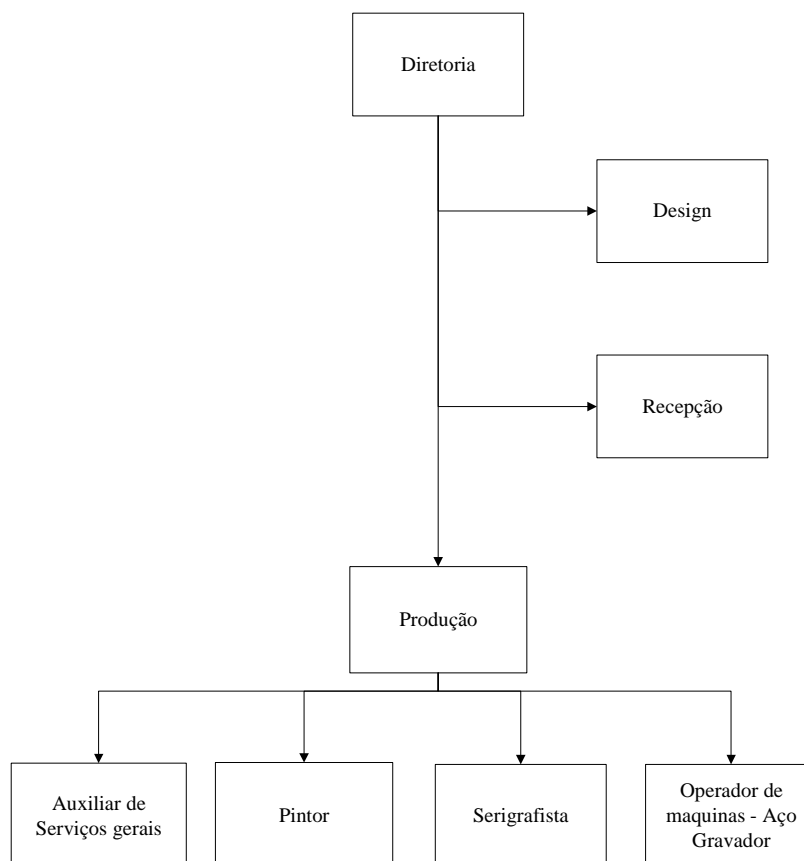 Diretoria
Design
Recepção
Produção
Auxiliar de
Serviços gerais
Pintor
Serigrafista
Operador de
maquinas - Aço
Gravador